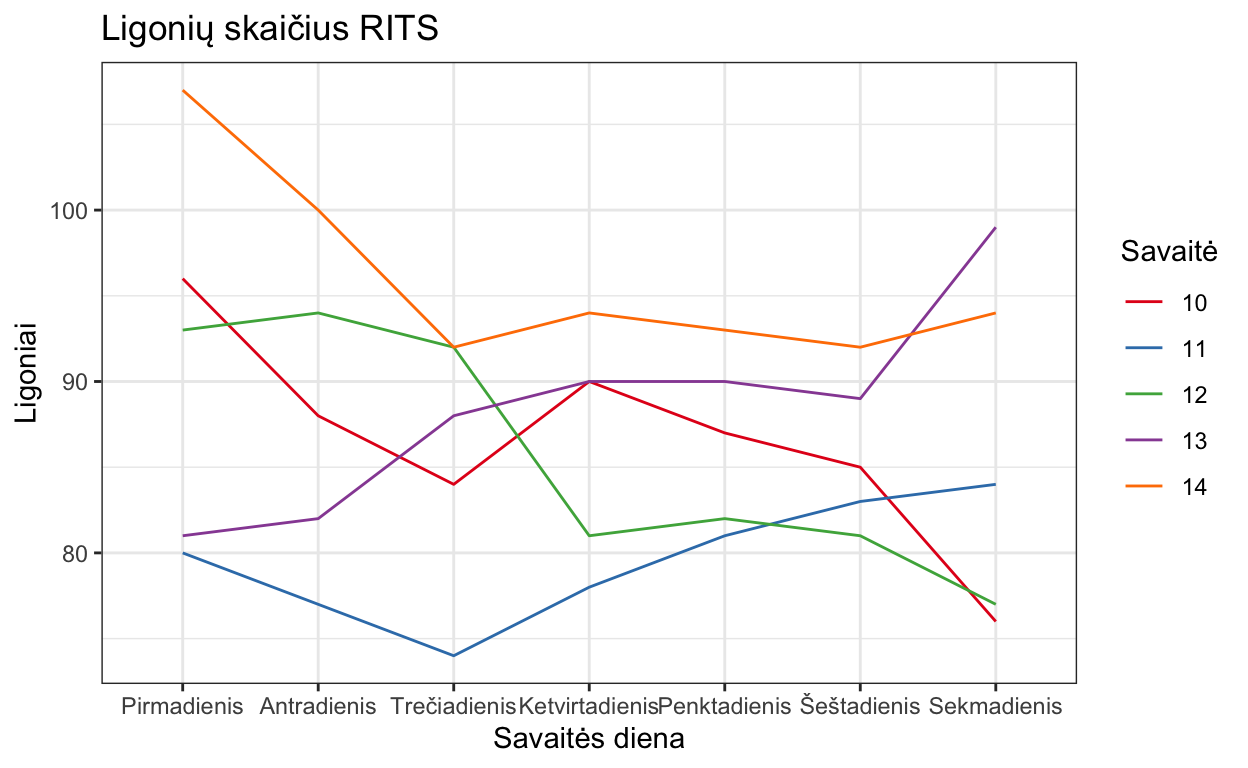 Ligonių skaičius RITS
Ligoniai
100
90
80
Pirmadienis Antradienis Trečiadienis Ketvirtadienis Penktadienis Šeštadienis Sekmadienis
Savaitės diena
Savaitė
10
11
12
13
14